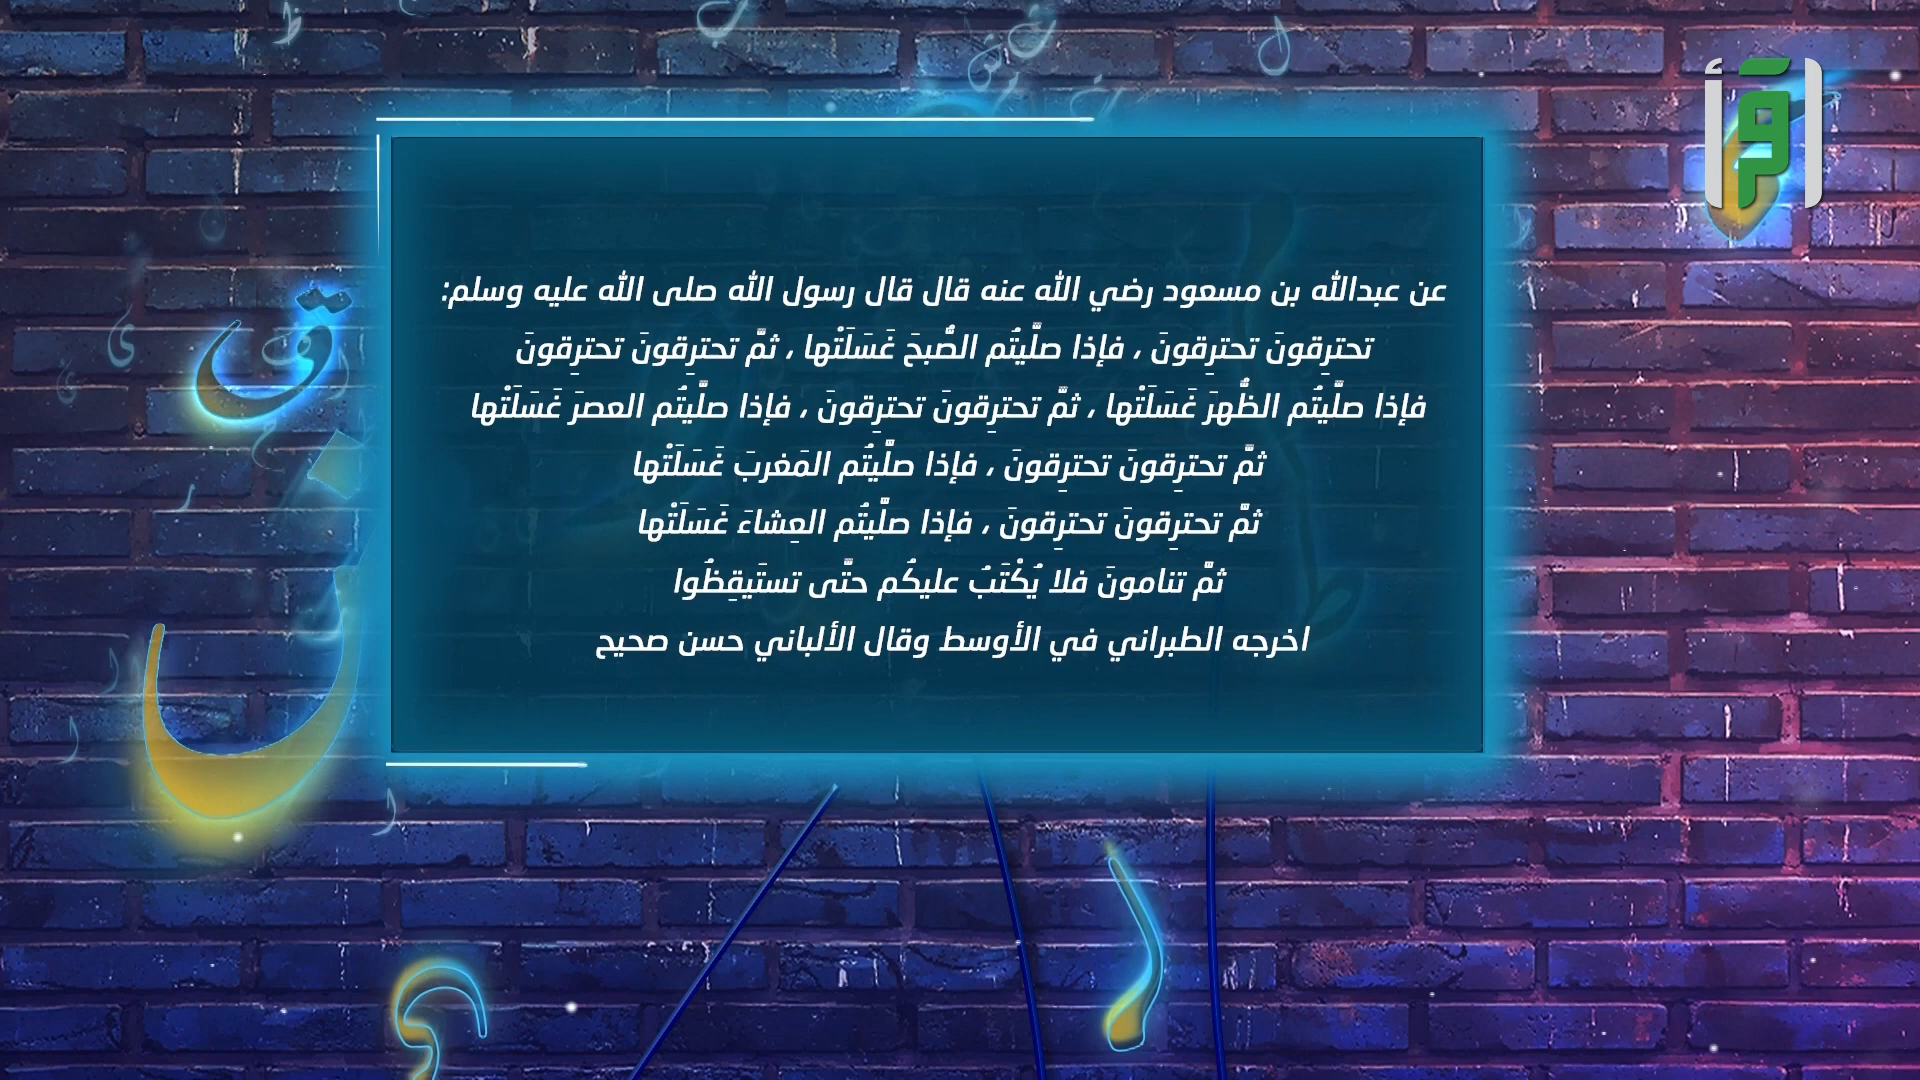 عن عبدالله بن مسعود رضي الله عنه قال قال رسول الله صلى الله عليه وسلم:
تحترِقونَ تحترِقونَ ، فإذا صلَّيتُم الصُّبحَ غَسَلَتْها ، ثمَّ تحترِقونَ تحترِقونَ
فإذا صلَّيتُم الظُّهرَ غَسَلَتْها ، ثمَّ تحترِقونَ تحترِقونَ ، فإذا صلَّيتُم العصرَ غَسَلَتْها
ثمَّ تحترِقونَ تحترِقونَ ، فإذا صلَّيتُم المَغربَ غَسَلَتْها
ثمَّ تحترِقونَ تحترِقونَ ، فإذا صلَّيتُم العِشاءَ غَسَلَتْها
ثمَّ تنامونَ فلا يُكْتَبُ عليكُم حتَّى تستَيقِظُوا
اخرجه الطبراني في الأوسط وقال الألباني حسن صحيح
اقرأ